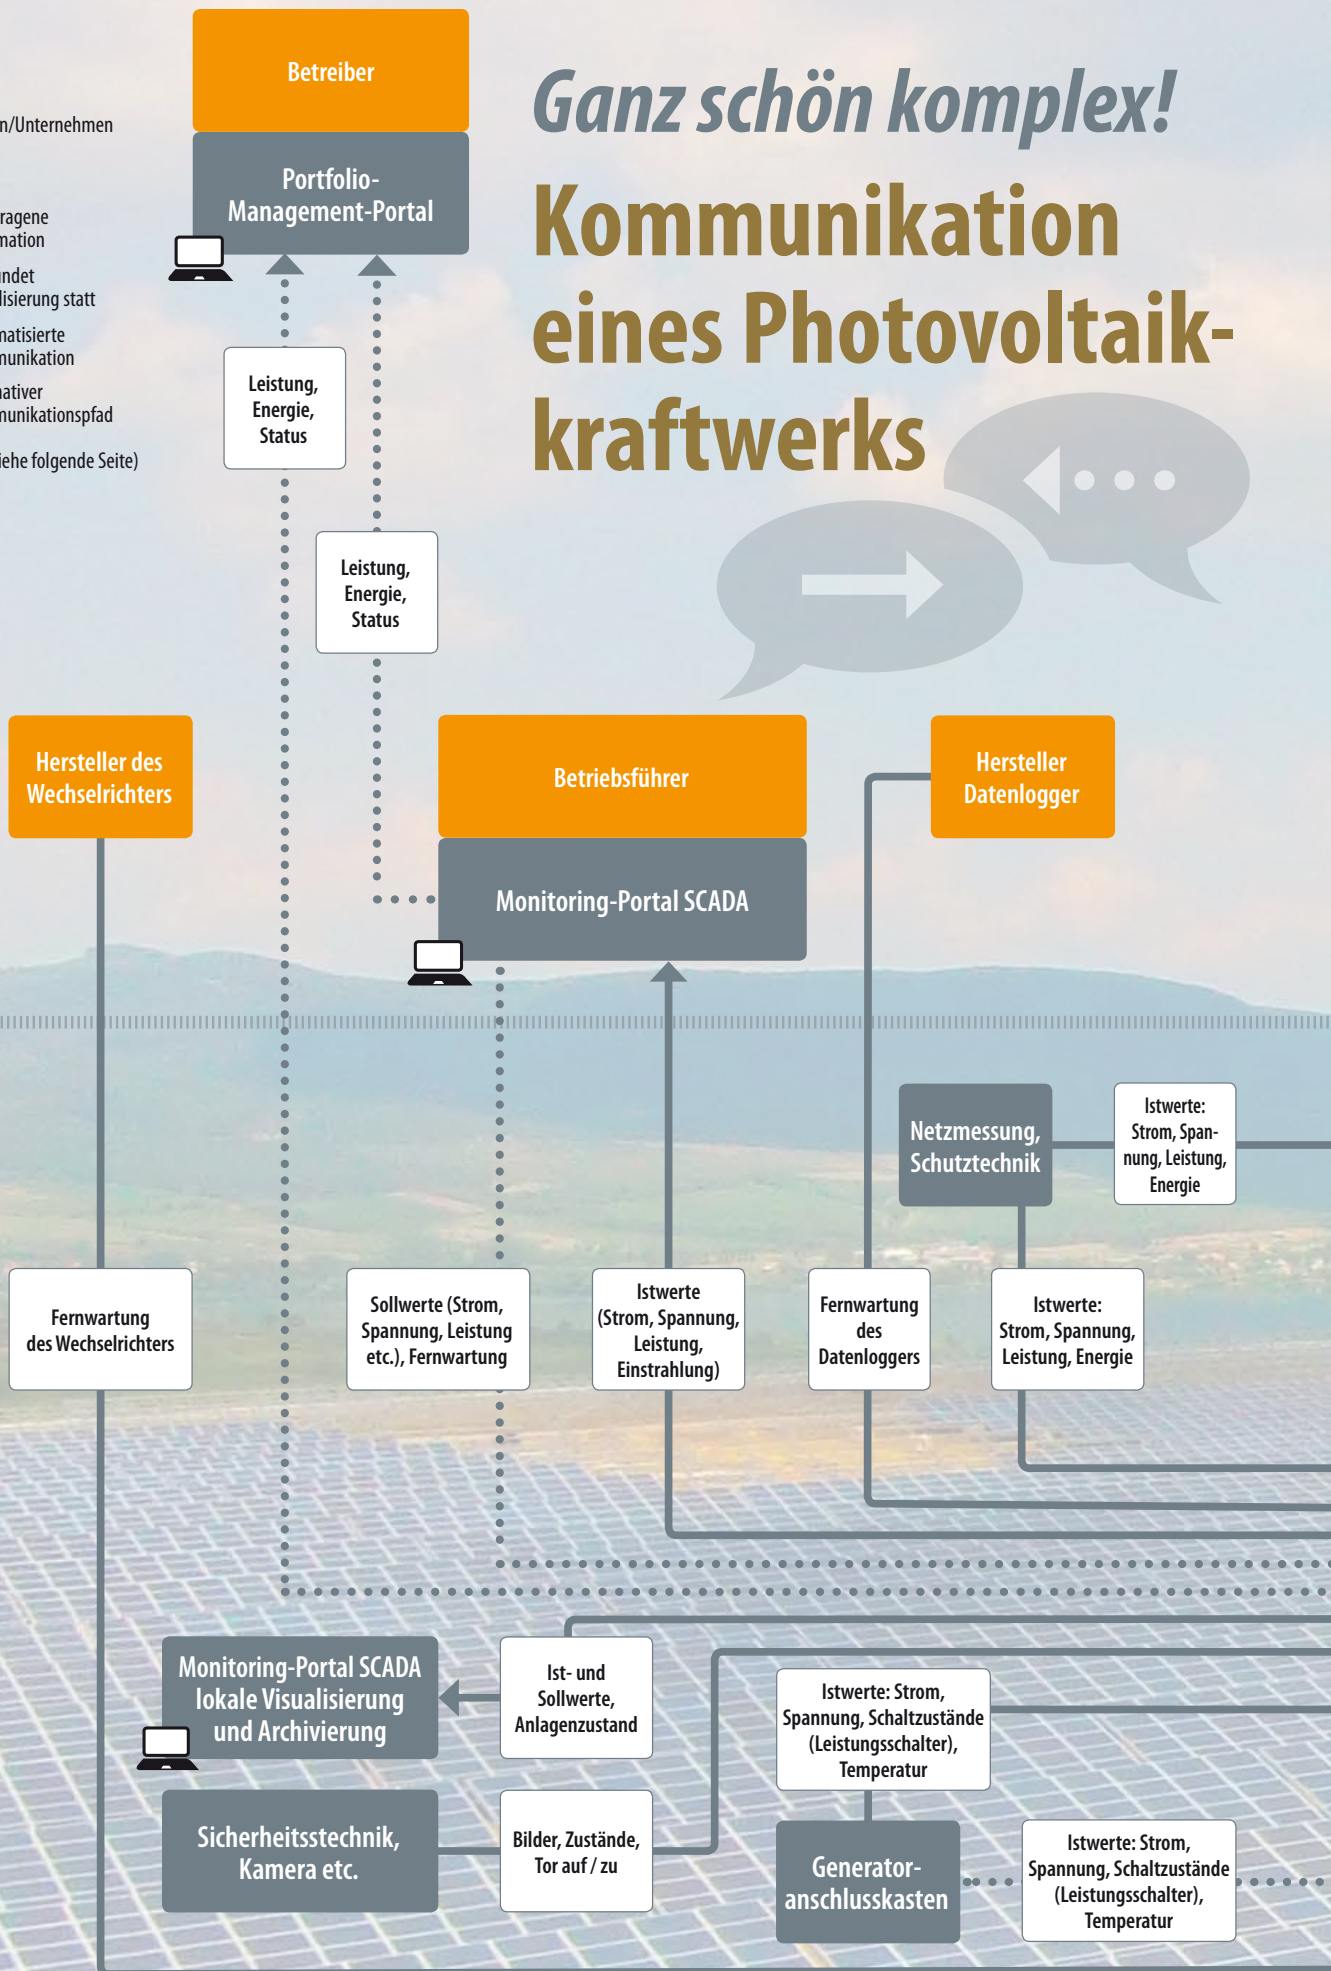 Betreiber
Portfolio-
Management-Portal
Ganz schön komplex!
Kommunikation
eines Photovoltaik-
kraftwerks
n/Unternehmen
ragene
mation
ndet
lisierung statt
matisierte
munikation
nativer
munikationspfad
iehe folgende Seite)
Leistung,
Energie,
Status
Leistung,
Energie,
Status
Hersteller des
Wechselrichters
Betriebsführer
Monitoring-Portal SCADA
Hersteller
Datenlogger
Netzmessung,
Schutztechnik
Istwerte:
Strom, Span-
nung, Leistung,
Energie
Fernwartung
des Wechselrichters
Sollwerte (Strom,
Spannung, Leistung
etc.), Fernwartung
Istwerte
(Strom, Spannung,
Leistung,
Einstrahlung)
Fernwartung
des
Datenloggers
Istwerte:
Strom, Spannung,
Leistung, Energie
Monitoring-Portal SCADA
lokale Visualisierung
und Archivierung
Ist- und
Sollwerte,
Anlagenzustand
Istwerte: Strom,
Spannung, Schaltzustände
(Leistungsschalter),
Temperatur
Sicherheitsstechnik,
Kamera etc.
Bilder, Zustände,
Tor auf / zu
Generator-
anschlusskasten
Istwerte: Strom,
Spannung, Schaltzustände
(Leistungsschalter),
Temperatur